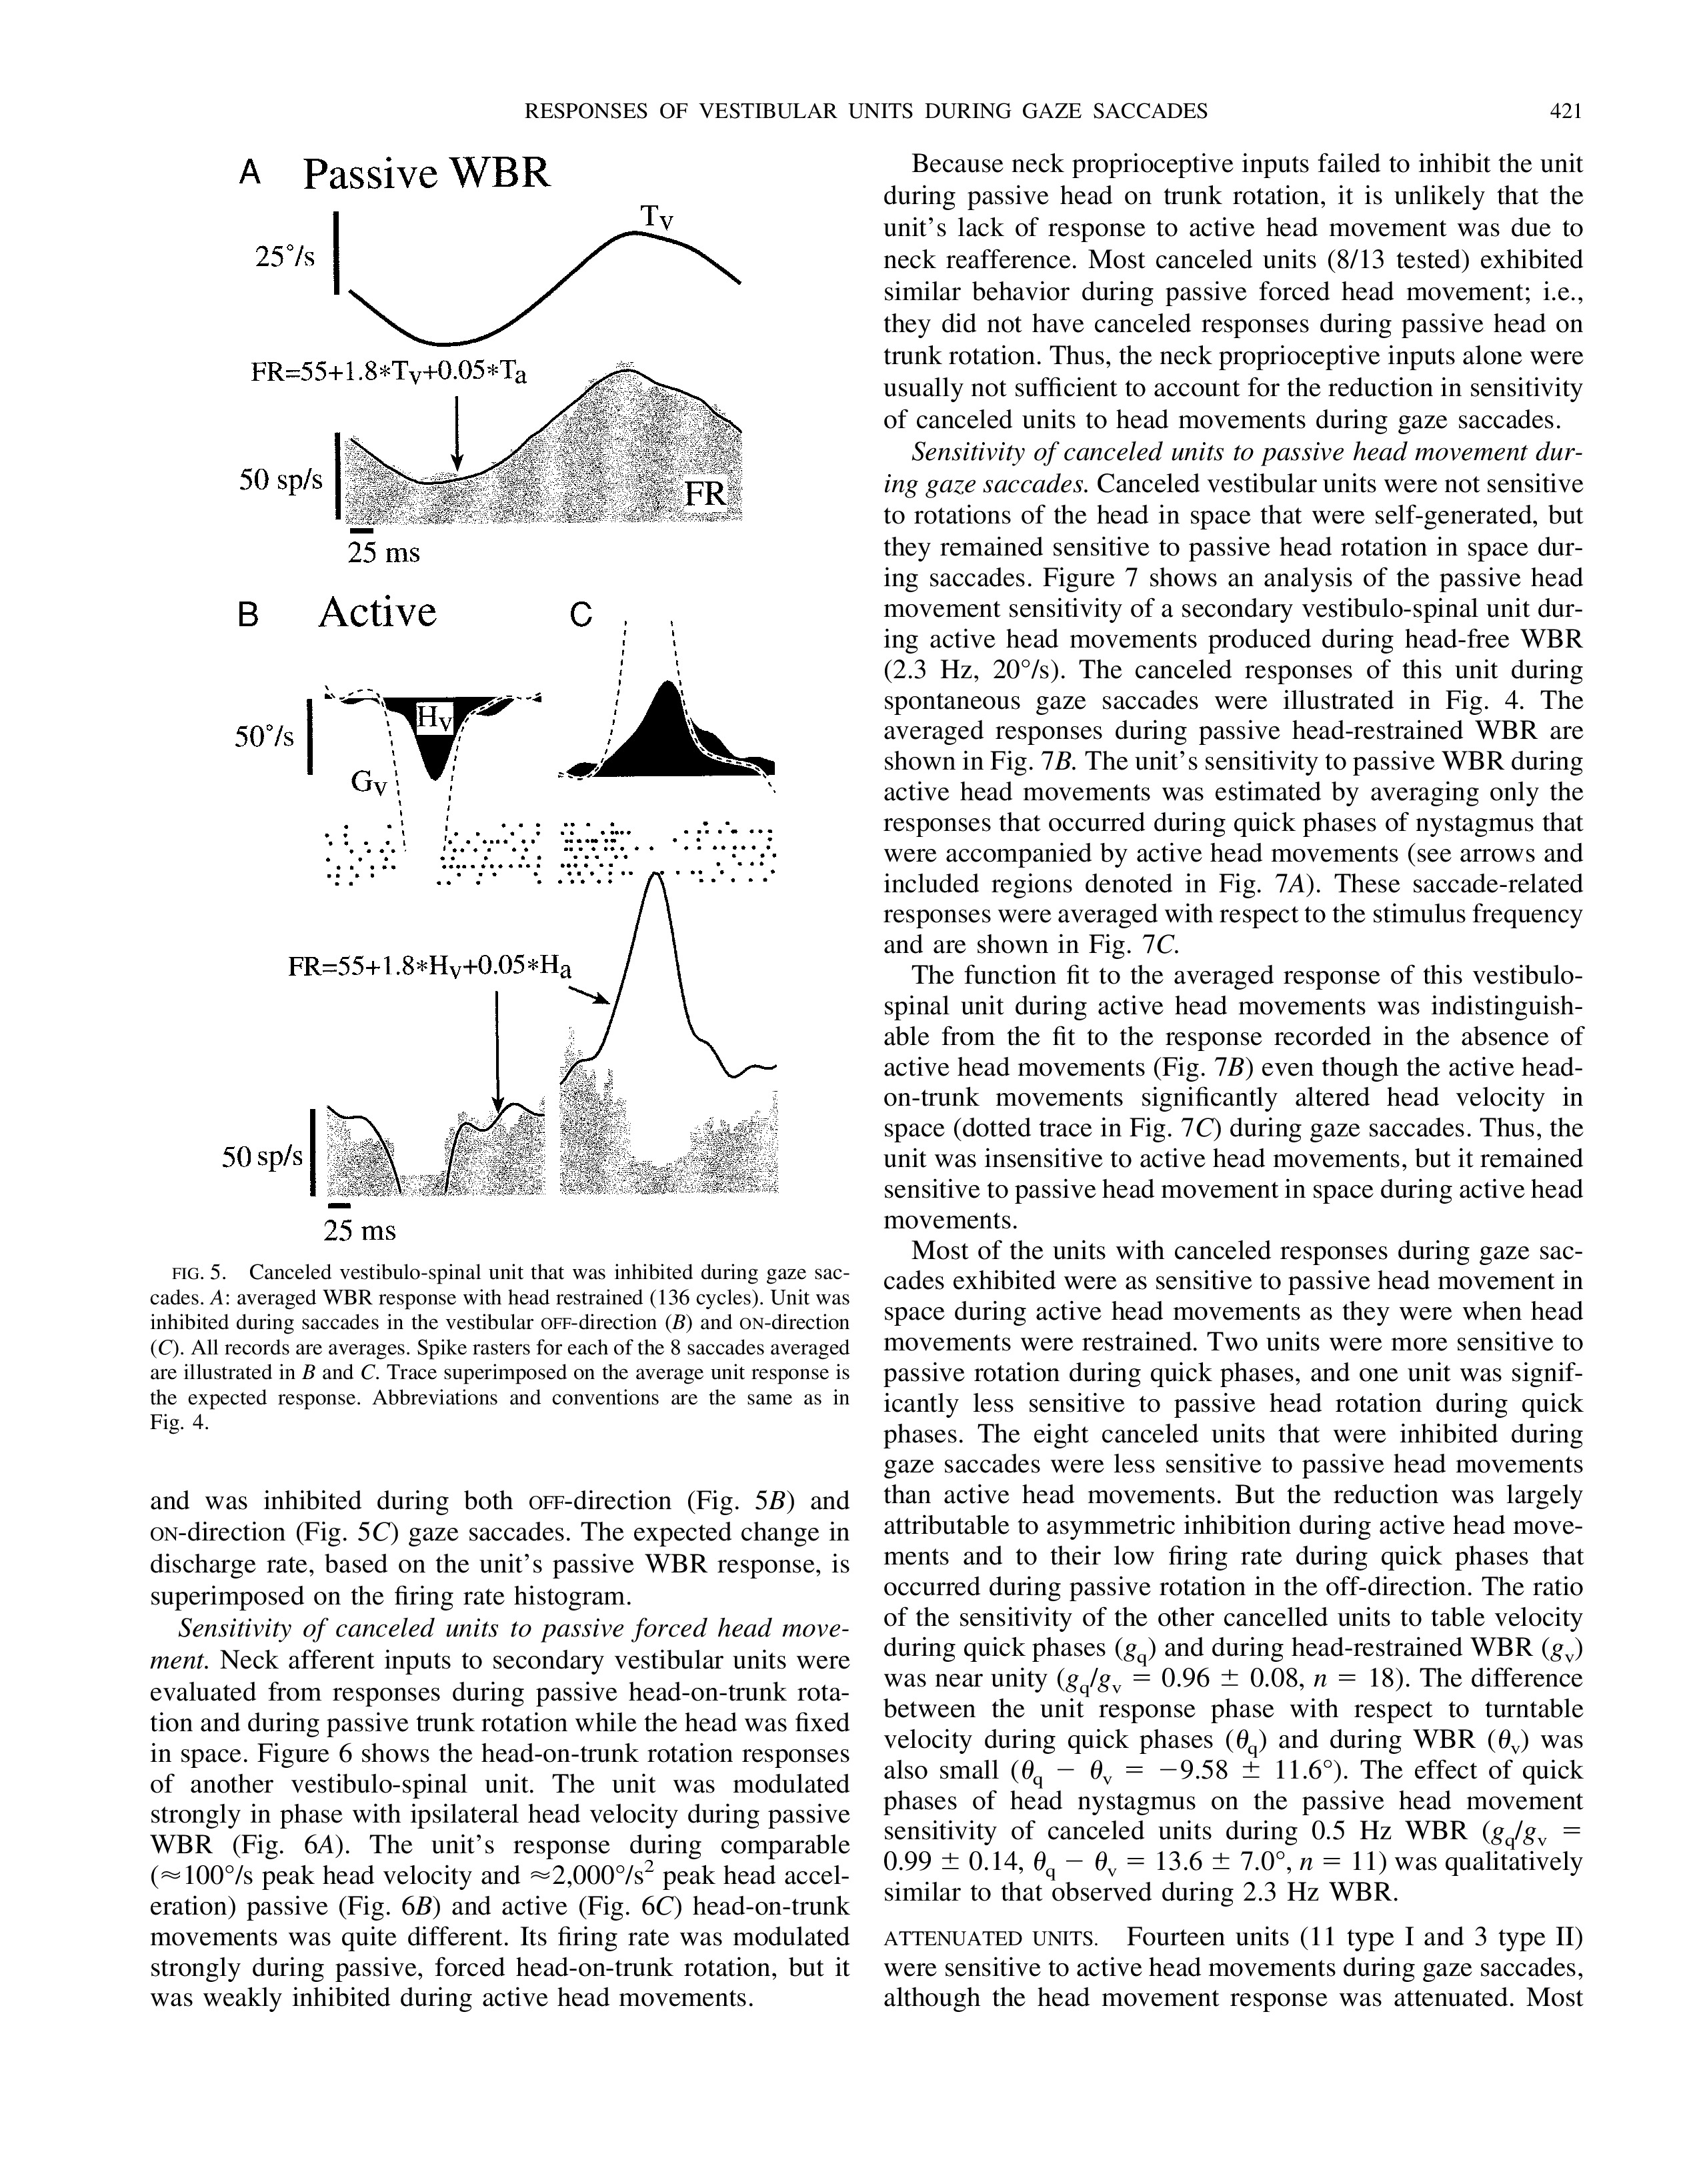 RESPONSES OF VESTIBULAR UNITS DURING GAZE SACCADES
421
A Passive WBR
Tv
25°/s
FR=55+1.8*Tv+0.05*Ta
50 sp/s
FR
25 ms
B Active C
Hv
50°/s
Gv
FR=55+1.8*Hv+0.05*Ha
50 sp/s
25 ms
FIG. 5. Canceled vestibulo-spinal unit that was inhibited during gaze sac-
cades. A: averaged WBR response with head restrained (136 cycles). Unit was
inhibited during saccades in the vestibular OFF-direction (B) and ON-direction
(C). All records are averages. Spike rasters for each of the 8 saccades averaged
are illustrated in B and C. Trace superimposed on the average unit response is
the expected response. Abbreviations and conventions are the same as in
Fig. 4.
and was inhibited during both OFF-direction (Fig. 5B) and
ON-direction (Fig. 5C) gaze saccades. The expected change in
discharge rate, based on the unit's passive WBR response, is
superimposed on the firing rate histogram.
Sensitivity of canceled units to passive forced head move-
ment. Neck afferent inputs to secondary vestibular units were
evaluated from responses during passive head-on-trunk rota-
tion and during passive trunk rotation while the head was fixed
in space. Figure 6 shows the head-on-trunk rotation responses
of another vestibulo-spinal unit. The unit was modulated
strongly in phase with ipsilateral head velocity during passive
WBR (Fig. 6A). The unit's response during comparable
(≈100°/s peak head velocity and ≈2,000°/s² peak head accel-
eration) passive (Fig. 6B) and active (Fig. 6C) head-on-trunk
movements was quite different. Its firing rate was modulated
strongly during passive, forced head-on-trunk rotation, but it
was weakly inhibited during active head movements.
Because neck proprioceptive inputs failed to inhibit the unit
during passive head on trunk rotation, it is unlikely that the
unit's lack of response to active head movement was due to
neck reafference. Most canceled units (8/13 tested) exhibited
similar behavior during passive forced head movement; i.e.,
they did not have canceled responses during passive head on
trunk rotation. Thus, the neck proprioceptive inputs alone were
usually not sufficient to account for the reduction in sensitivity
of canceled units to head movements during gaze saccades.
Sensitivity of canceled units to passive head movement dur-
ing gaze saccades. Canceled vestibular units were not sensitive
to rotations of the head in space that were self-generated, but
they remained sensitive to passive head rotation in space dur-
ing saccades. Figure 7 shows an analysis of the passive head
movement sensitivity of a secondary vestibulo-spinal unit dur-
ing active head movements produced during head-free WBR
(2.3 Hz, 20°/s). The canceled responses of this unit during
spontaneous gaze saccades were illustrated in Fig. 4. The
averaged responses during passive head-restrained WBR are
shown in Fig. 7B. The unit's sensitivity to passive WBR during
active head movements was estimated by averaging only the
responses that occurred during quick phases of nystagmus that
were accompanied by active head movements (see arrows and
included regions denoted in Fig. 7A). These saccade-related
responses were averaged with respect to the stimulus frequency
and are shown in Fig. 7C.
The function fit to the averaged response of this vestibulo-
spinal unit during active head movements was indistinguish-
able from the fit to the response recorded in the absence of
active head movements (Fig. 7B) even though the active head-
on-trunk movements significantly altered head velocity in
space (dotted trace in Fig. 7C) during gaze saccades. Thus, the
unit was insensitive to active head movements, but it remained
sensitive to passive head movement in space during active head
movements.
Most of the units with canceled responses during gaze sac-
cades exhibited were as sensitive to passive head movement in
space during active head movements as they were when head
movements were restrained. Two units were more sensitive to
passive rotation during quick phases, and one unit was signif-
icantly less sensitive to passive head rotation during quick
phases. The eight canceled units that were inhibited during
gaze saccades were less sensitive to passive head movements
than active head movements. But the reduction was largely
attributable to asymmetric inhibition during active head move-
ments and to their low firing rate during quick phases that
occurred during passive rotation in the off-direction. The ratio
of the sensitivity of the other cancelled units to table velocity
during quick phases (gq) and during head-restrained WBR (gv)
was near unity (gq/gv = 0.96 ± 0.08, n = 18). The difference
between the unit response phase with respect to turntable
velocity during quick phases (θq) and during WBR (θv) was
also small (θq − θv = −9.58 ± 11.6°). The effect of quick
phases of head nystagmus on the passive head movement
sensitivity of canceled units during 0.5 Hz WBR (gq/gv =
0.99 ± 0.14, θq − θv = 13.6 ± 7.0°, n = 11) was qualitatively
similar to that observed during 2.3 Hz WBR.
ATTENUATED UNITS. Fourteen units (11 type I and 3 type II)
were sensitive to active head movements during gaze saccades,
although the head movement response was attenuated. Most